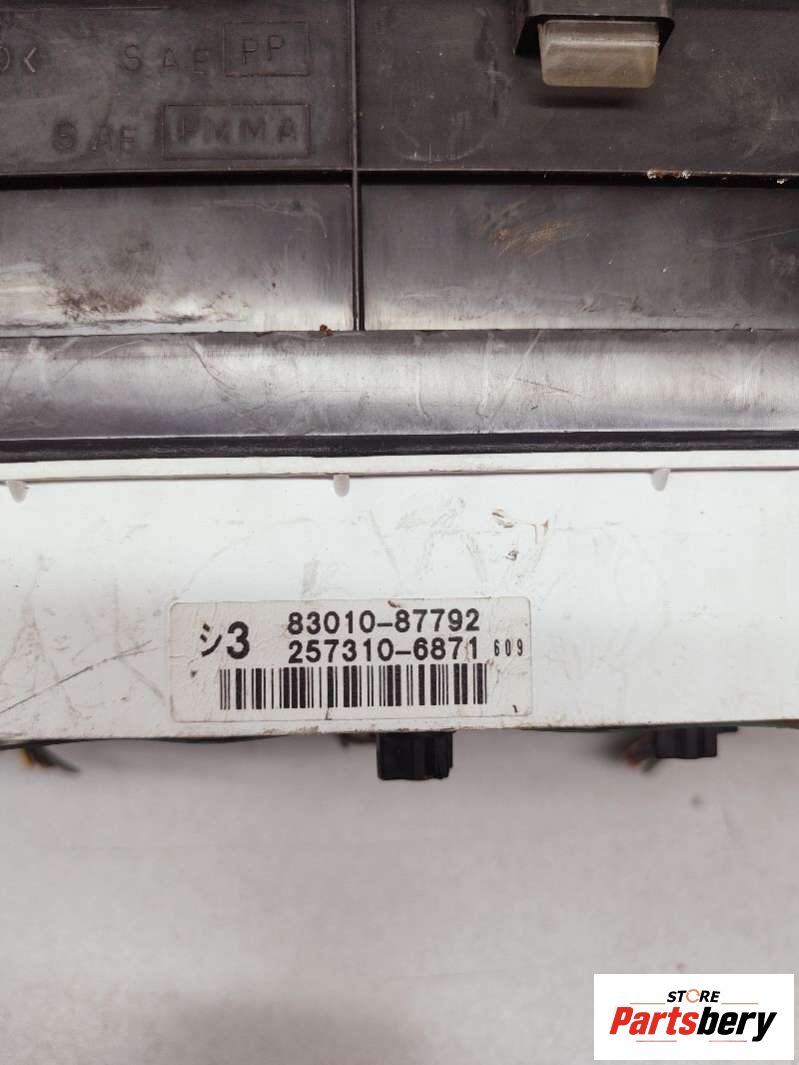 SAE PP
SAE PMMA
シ3
83010-87792
257310-6871 609
STORE
Partsbery